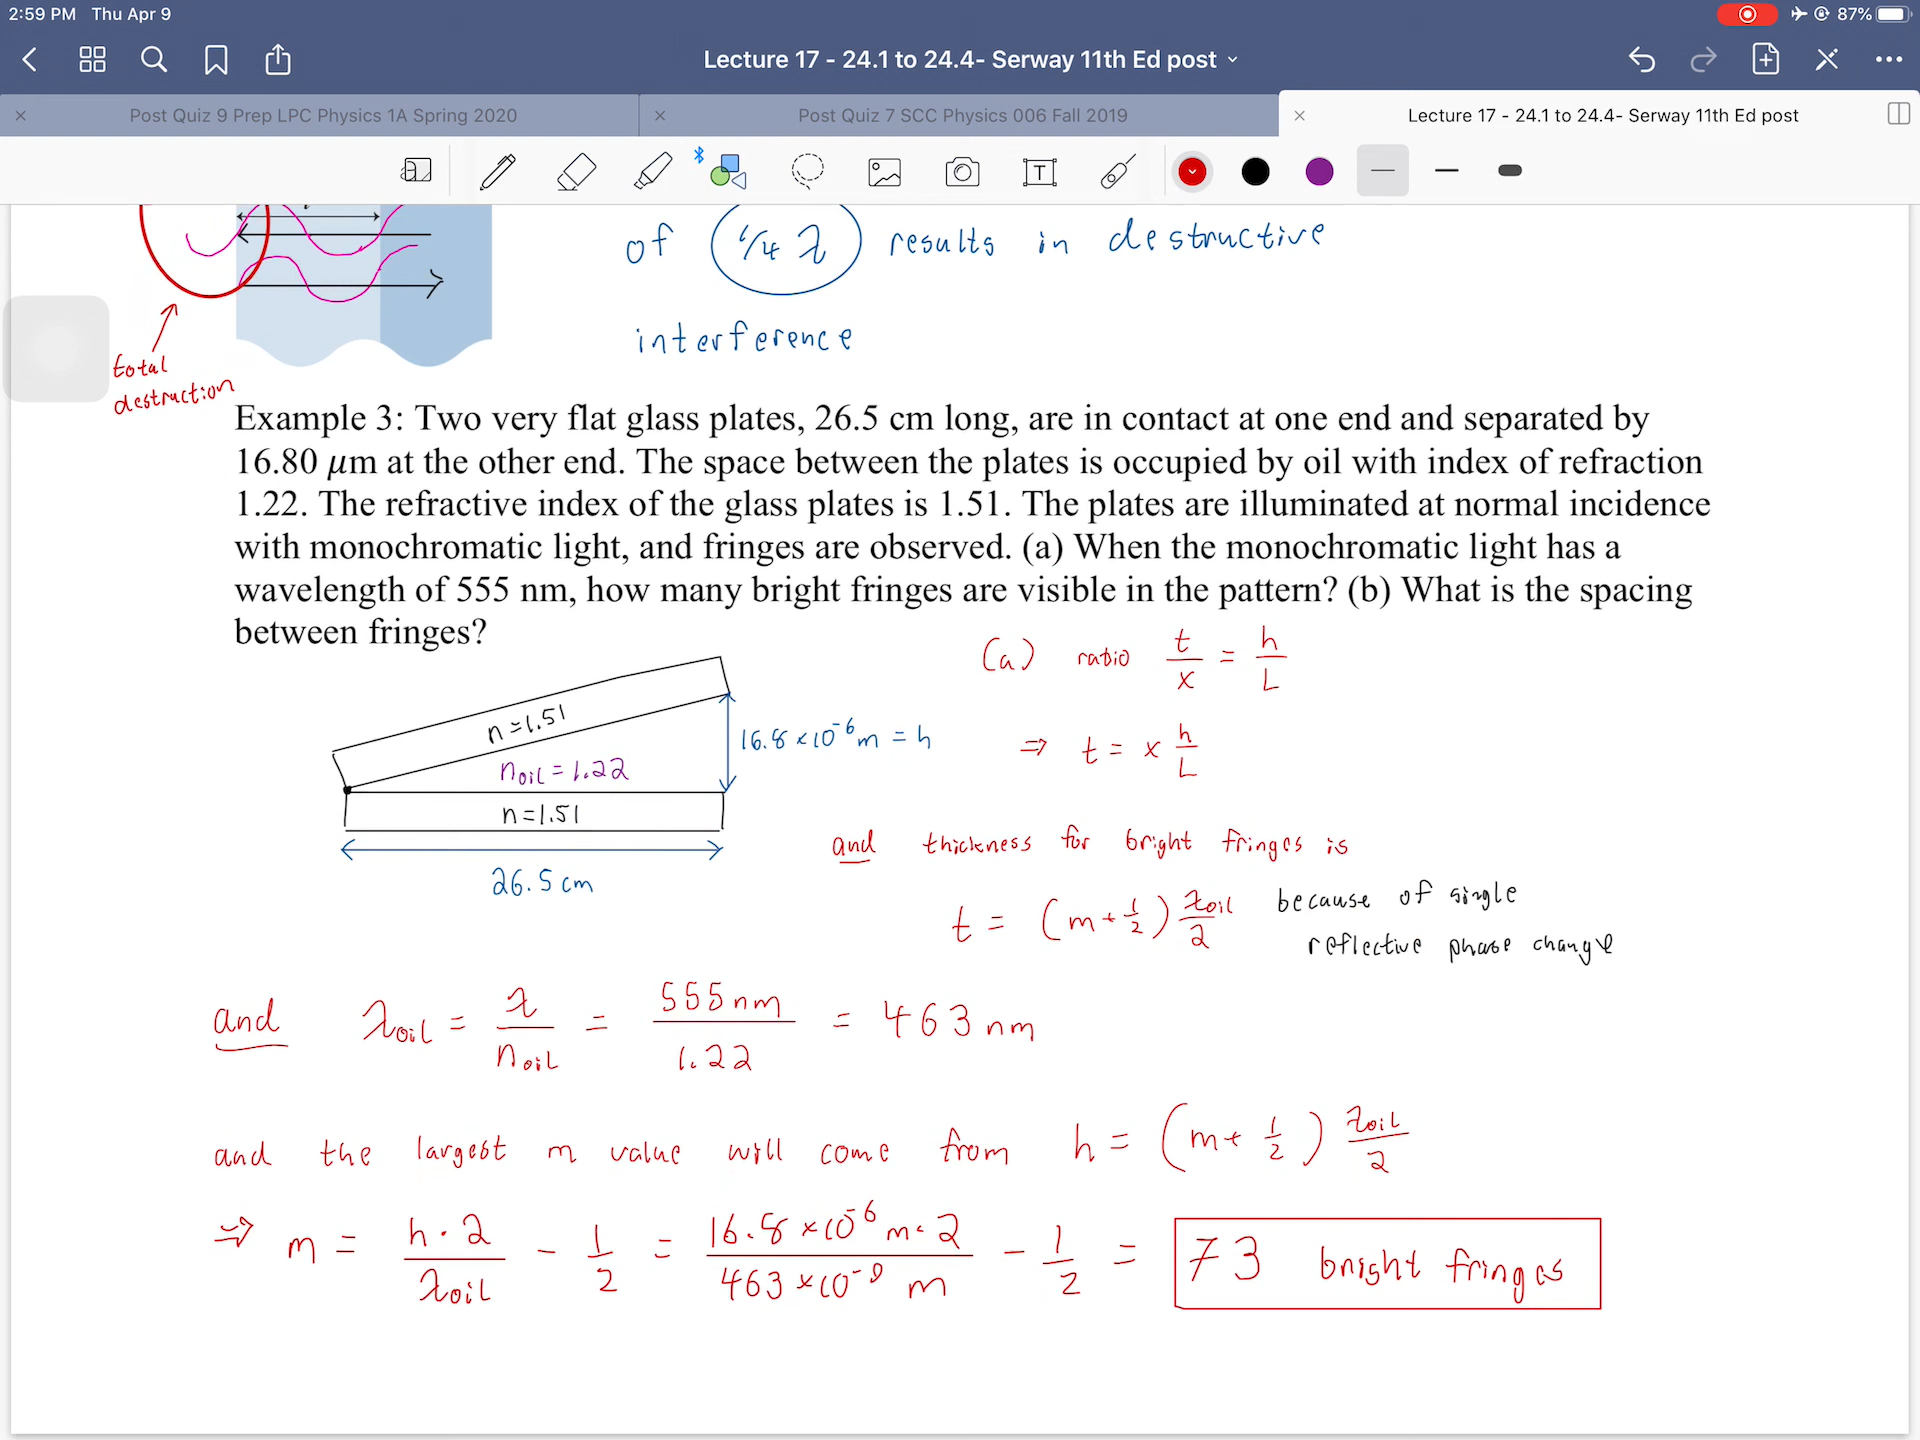 2:59 PM Thu Apr 9
87%
Lecture 17 - 24.1 to 24.4- Serway 11th Ed post
Post Quiz 9 Prep LPC Physics 1A Spring 2020
Post Quiz 7 SCC Physics 006 Fall 2019
Lecture 17 - 24.1 to 24.4- Serway 11th Ed post
T
of 1/4 λ results in destructive
interference
total
destruction
Example 3: Two very flat glass plates, 26.5 cm long, are in contact at one end and separated by
16.80 μm at the other end. The space between the plates is occupied by oil with index of refraction
1.22. The refractive index of the glass plates is 1.51. The plates are illuminated at normal incidence
with monochromatic light, and fringes are observed. (a) When the monochromatic light has a
wavelength of 555 nm, how many bright fringes are visible in the pattern? (b) What is the spacing
between fringes?
n = 1.51
n_oil = 1.22
n = 1.51
16.8 × 10^-6 m = h
26.5 cm
(a) ratio t/x = h/L
⇒ t = x h/L
and thickness for bright fringes is
t = (m + 1/2) λ_oil/2 because of single
reflective phase change
and λ_oil = λ/n_oil = 555 nm/1.22 = 463 nm
and the largest m value will come from h = (m + 1/2) λ_oil/2
⇒ m = h · 2/λ_oil - 1/2 = 16.8 × 10^-6 m · 2/463 × 10^-9 m - 1/2 = 73 bright fringes